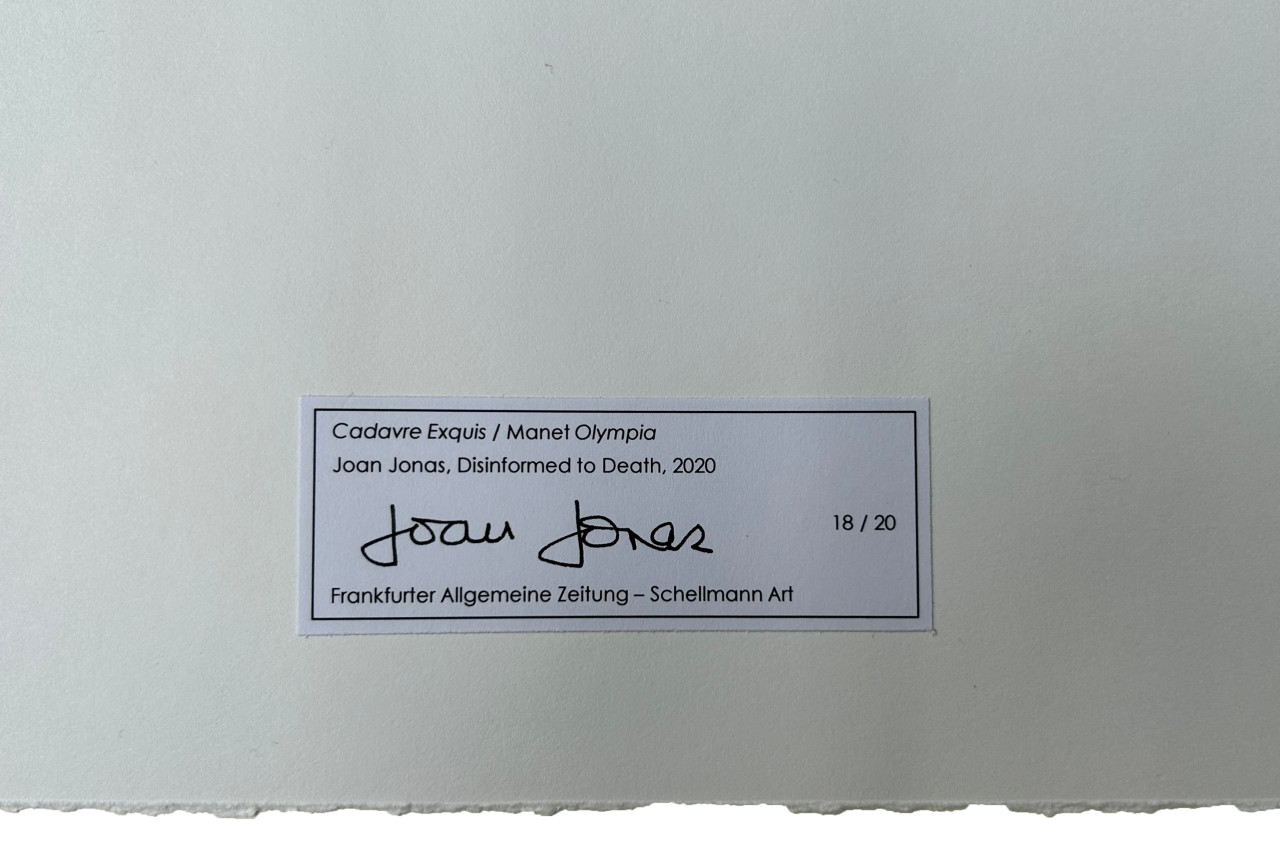 Cadavre Exquis / Manet Olympia
Joan Jonas, Disinformed to Death, 2020
Joan Jonas
18 / 20
Frankfurter Allgemeine Zeitung – Schellmann Art